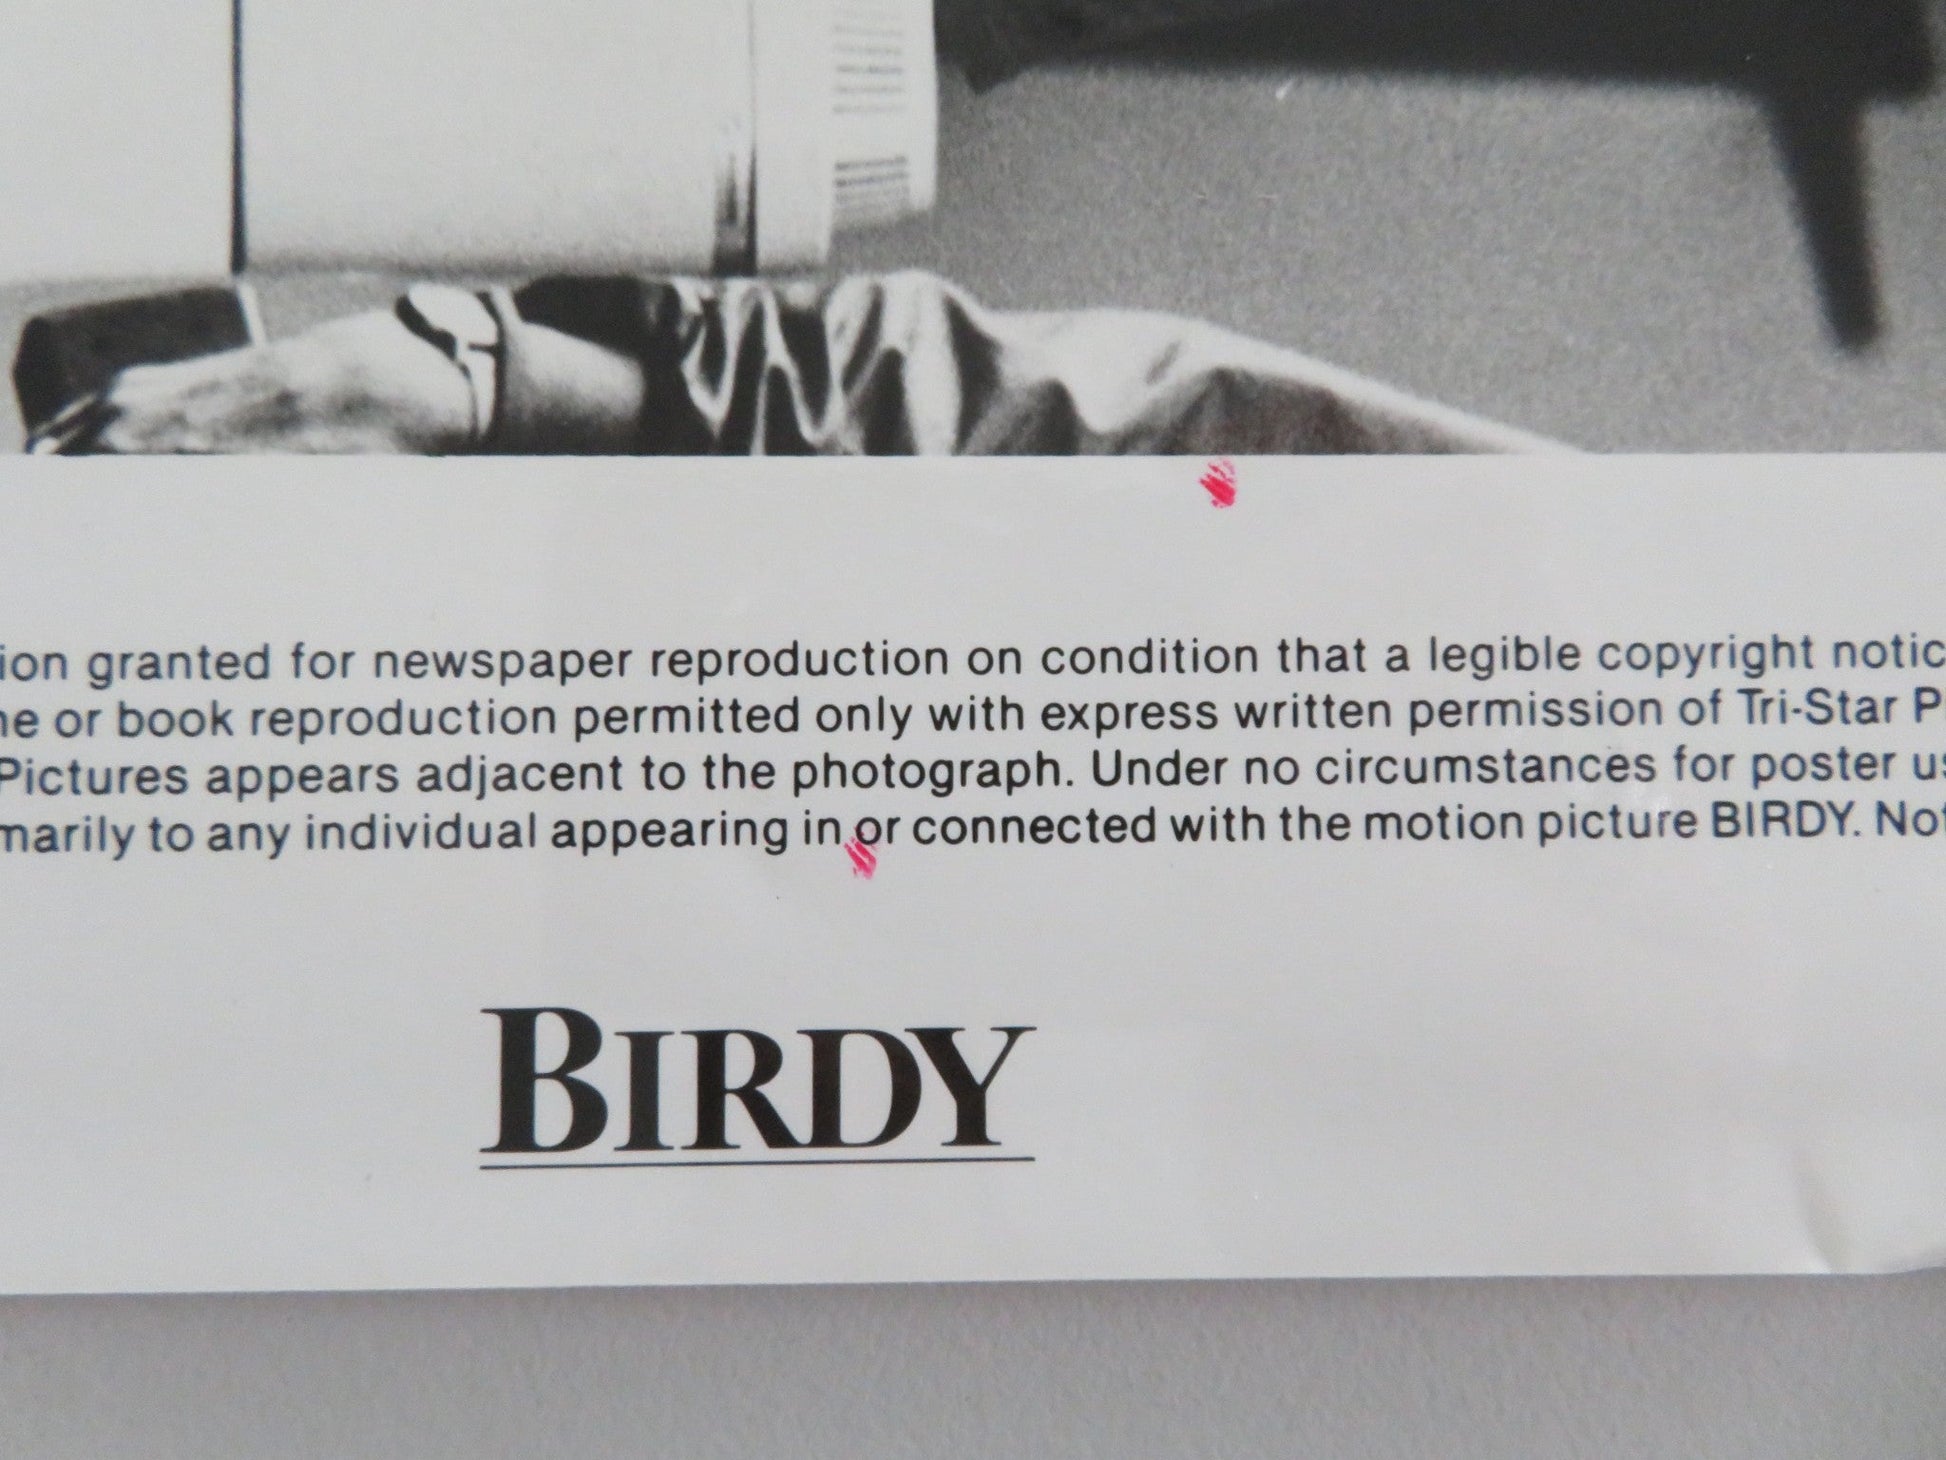 ion granted for newspaper reproduction on condition that a legible copyright notic
e or book reproduction permitted only with express written permission of Tri-Star P
Pictures appears adjacent to the photograph. Under no circumstances for poster us
marily to any individual appearing in or connected with the motion picture BIRDY. Not
BIRDY